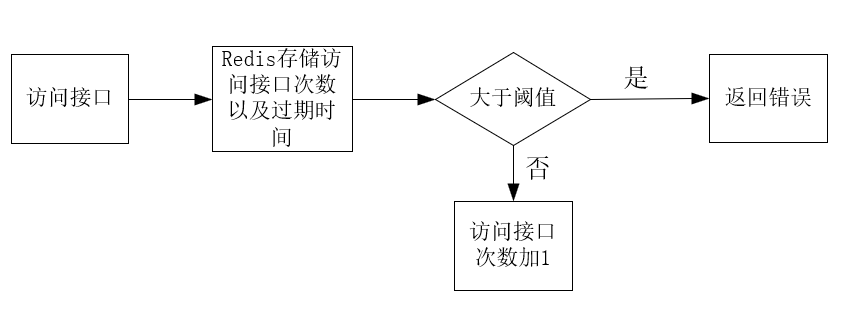 访问接口
Redis存储访
问接口次数
以及过期时
间
大于阈值
是
返回错误
否
访问接口
次数加1